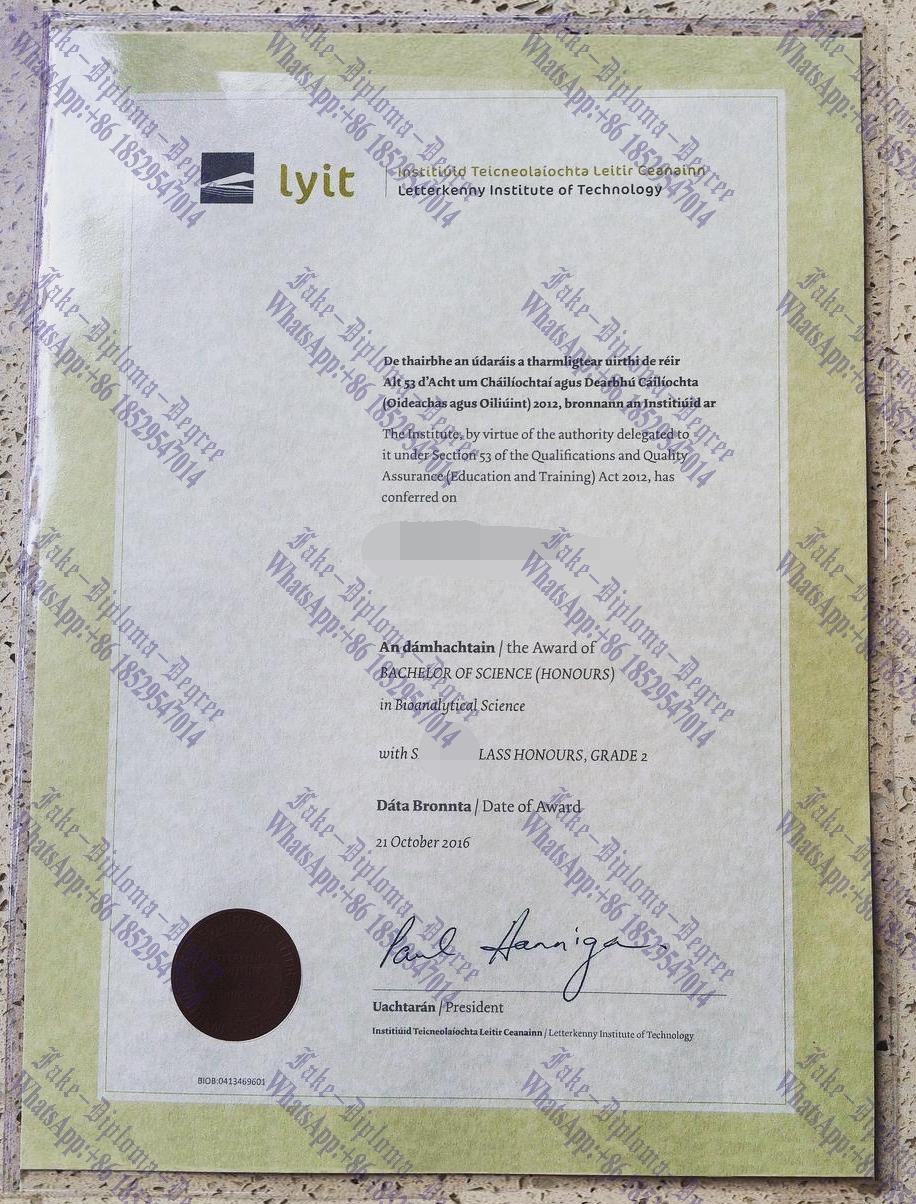 lyit
Institiúid Teicneolaíochta Leitir Ceanainn
Letterkenny Institute of Technology
De thairbhe an údaráis a tharmligtear uirthi de réir
Alt 53 d'Acht um Cháilíochtaí agus Dearbhú Cáilíochta
(Oideachas agus Oiliúint) 2012, bronnann an Institiúid ar
The Institute, by virtue of the authority delegated to
it under Section 53 of the Qualifications and Quality
Assurance (Education and Training) Act 2012, has
conferred on
An dámhachtain / the Award of
BACHELOR OF SCIENCE (HONOURS)
in Bioanalytical Science
with S LASS HONOURS, GRADE 2
Dáta Bronnta / Date of Award
21 October 2016
Paul Hanniga
Uachtarán / President
Institiúid Teicneolaíochta Leitir Ceanainn / Letterkenny Institute of Technology
BIOB:0413469601
Fake-Diploma-Degree
WhatsApp:+86 18529547014